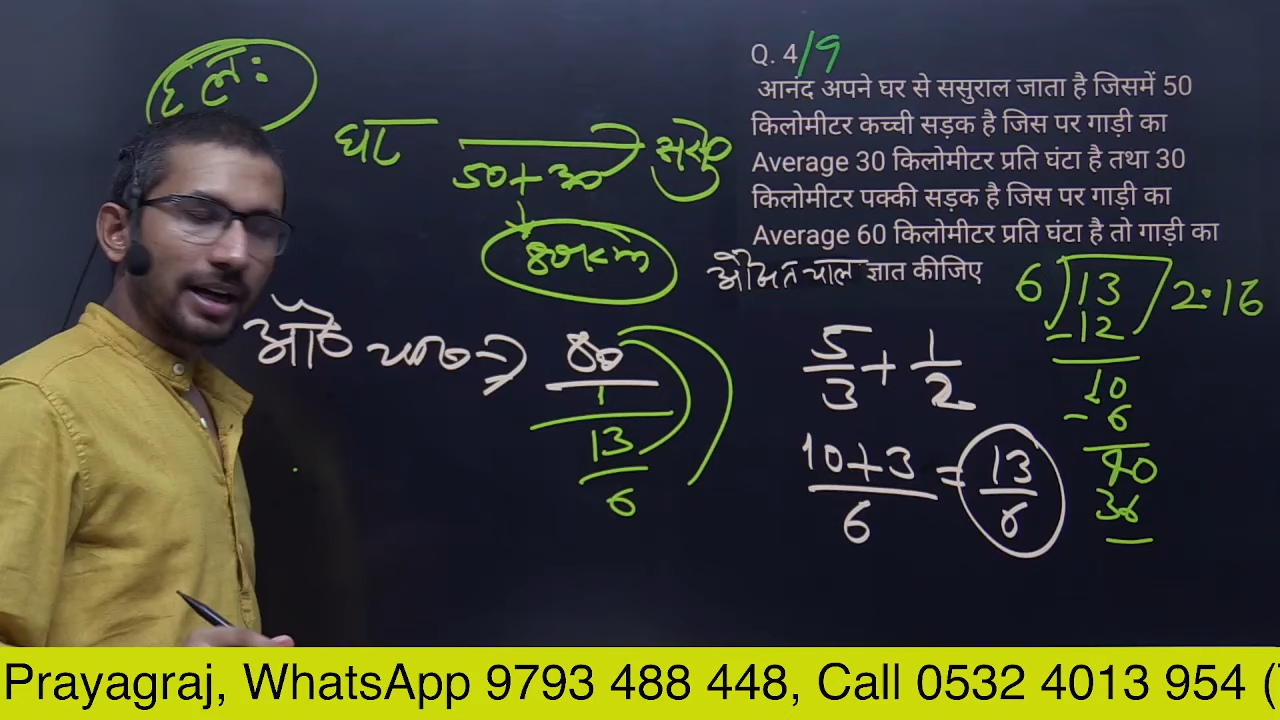 हल:
घर
50+30
80km
80
1
13
6
Q. 4/9
आनंद अपने घर से ससुराल जाता है जिसमें 50
किलोमीटर कच्ची सड़क है जिस पर गाड़ी का
Average 30 किलोमीटर प्रति घंटा है तथा 30
किलोमीटर पक्की सड़क है जिस पर गाड़ी का
Average 60 किलोमीटर प्रति घंटा है तो गाड़ी का
औसत चाल ज्ञात कीजिए
5/3 + 1/2
10+3/6 = 13/6
6) 13 ( 2.16
-12
10
-6
40
36
Prayagraj, WhatsApp 9793 488 448, Call 0532 4013 954 (